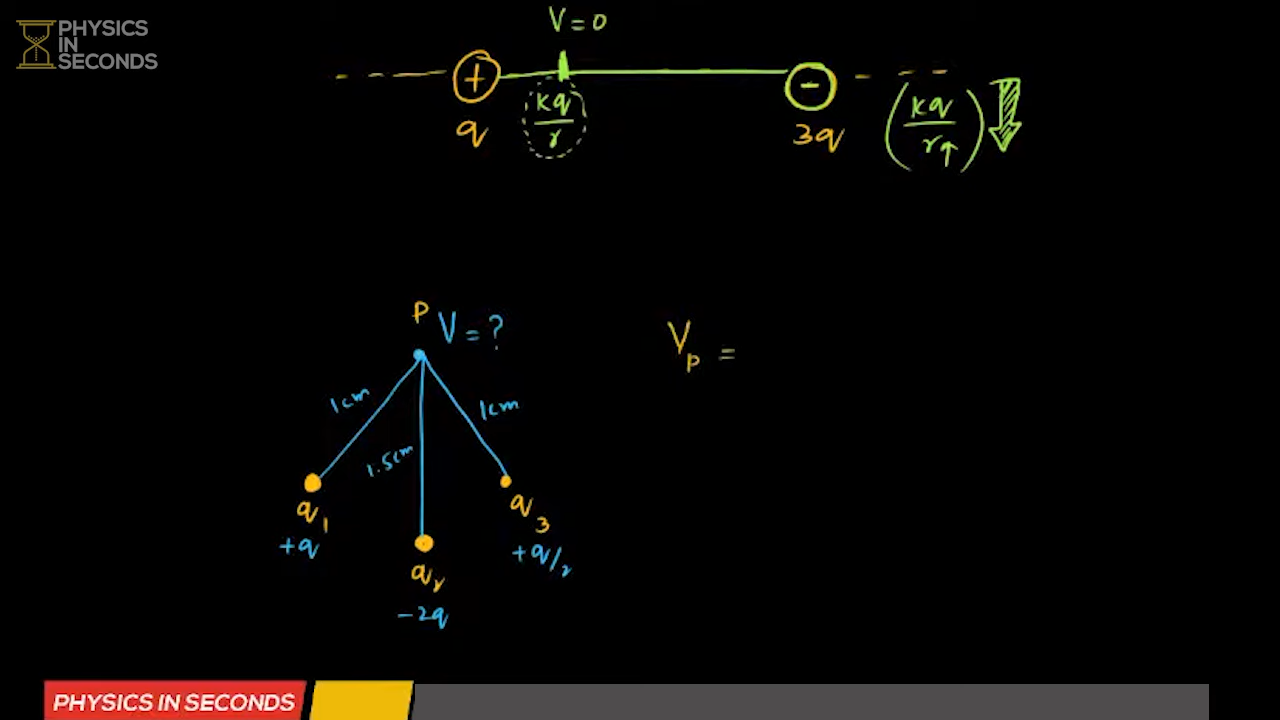 PHYSICS
IN
SECONDS
V = 0
+
-
q
kq/r
3q
(kq/r↑)
P
V = ?
Vp =
1cm
1cm
1.5cm
q1
+q
q3
+q/2
q2
-2q
PHYSICS IN SECONDS